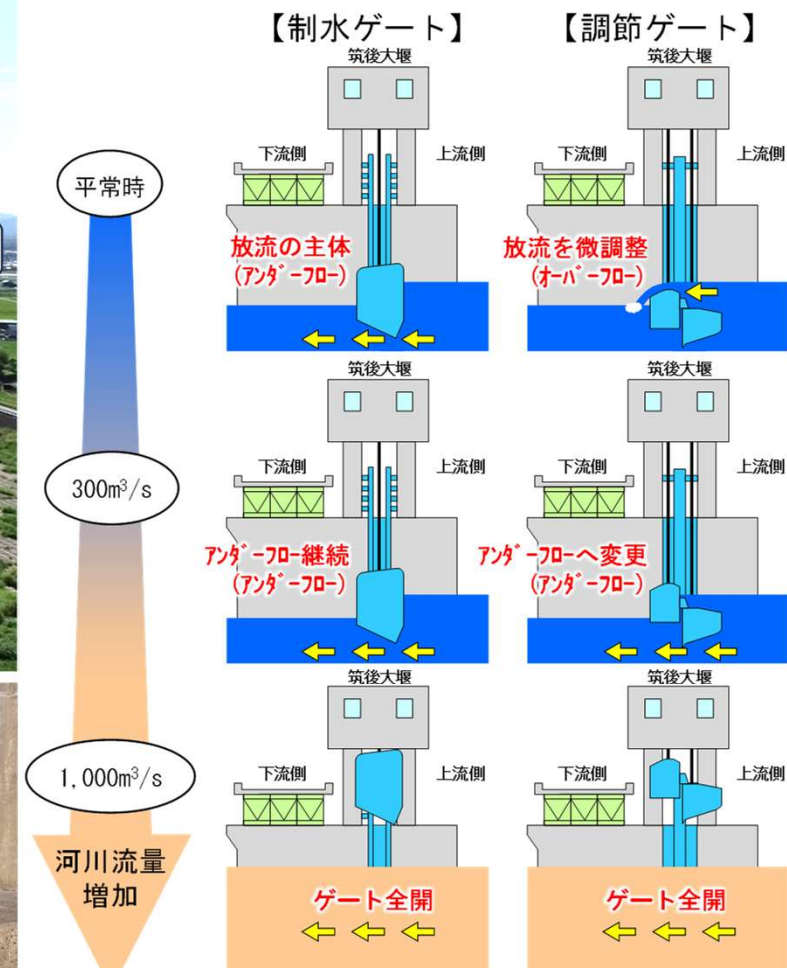 【制水ゲート】
【調節ゲート】
平常時
筑後大堰
下流側
上流側
放流の主体
(ｱﾝﾀﾞｰﾌﾛｰ)
筑後大堰
下流側
上流側
放流を微調整
(ｵｰﾊﾞｰﾌﾛｰ)
300m³/s
筑後大堰
下流側
上流側
ｱﾝﾀﾞｰﾌﾛｰ継続
(ｱﾝﾀﾞｰﾌﾛｰ)
筑後大堰
下流側
上流側
ｱﾝﾀﾞｰﾌﾛｰへ変更
(ｱﾝﾀﾞｰﾌﾛｰ)
1,000m³/s
筑後大堰
下流側
上流側
ゲート全開
筑後大堰
下流側
上流側
ゲート全開
河川流量
増加